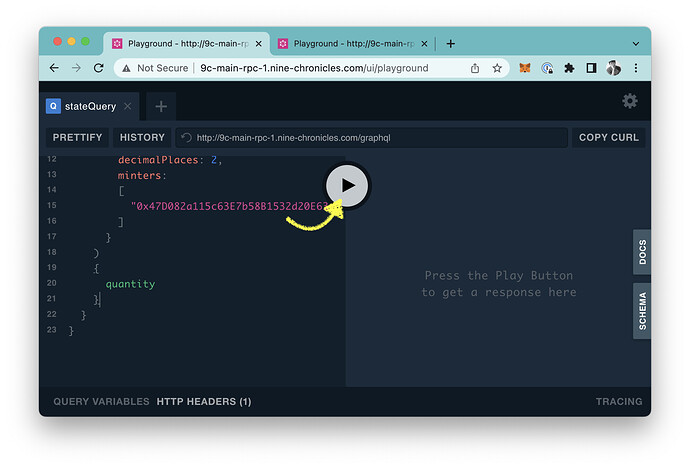 Playground - http://9c-main-rp
Playground - http://9c-main-rp
Not Secure | 9c-main-rpc-1.nine-chronicles.com/ui/playground
Q stateQuery
PRETTIFY HISTORY http://9c-main-rpc-1.nine-chronicles.com/graphql COPY CURL
12 decimalPlaces: 2,
13 minters:
14 [
15 "0x47D082a115c63E7b58B1532d20E63
16 ]
17 }
18 )
19 {
20 quantity
21 }
22 }
23 }
Press the Play Button
to get a response here
DOCS
SCHEMA
QUERY VARIABLES HTTP HEADERS (1) TRACING